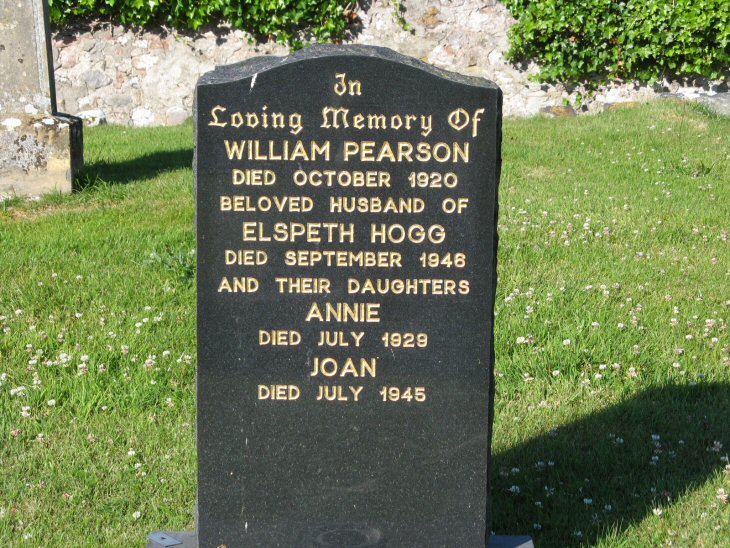 In
Loving Memory Of
WILLIAM PEARSON
DIED OCTOBER 1920
BELOVED HUSBAND OF
ELSPETH HOGG
DIED SEPTEMBER 1946
AND THEIR DAUGHTERS
ANNIE
DIED JULY 1929
JOAN
DIED JULY 1945